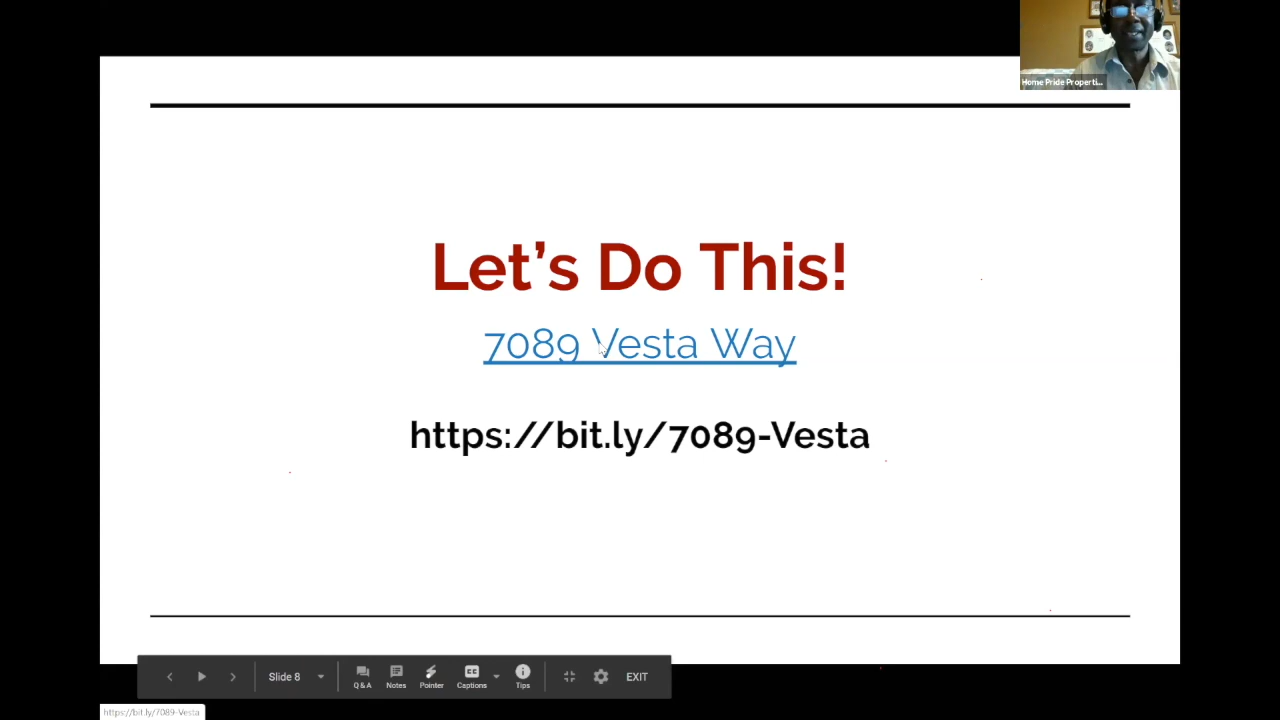 Home Pride Properti...
Let's Do This!
7089 Vesta Way
https://bit.ly/7089-Vesta
Slide 8
Q&A
Notes
Pointer
CC
Captions
Tips
EXIT
https://bit.ly/7089-Vesta